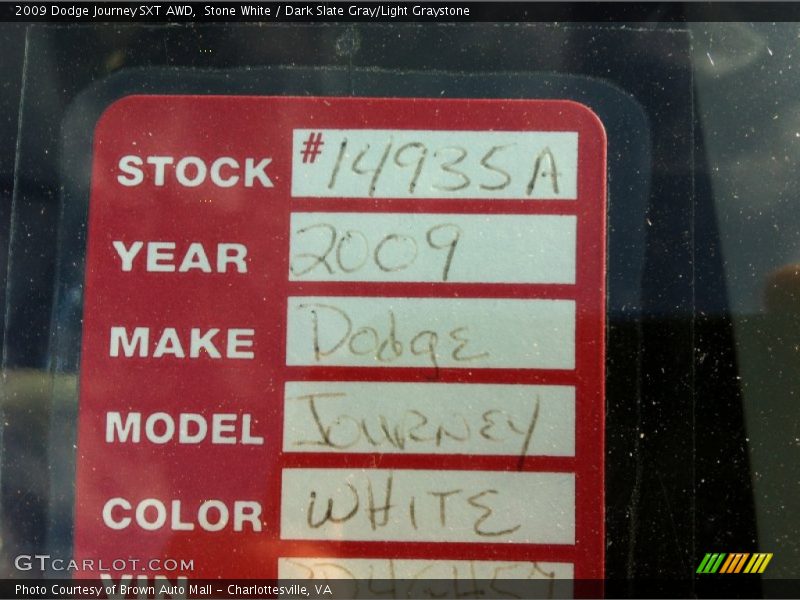 2009 Dodge Journey SXT AWD, Stone White / Dark Slate Gray/Light Graystone
STOCK #14935A
YEAR 2009
MAKE Dodge
MODEL JOURNEY
COLOR WHITE
VIN
GTCARLOT.COM
Photo Courtesy of Brown Auto Mall - Charlottesville, VA